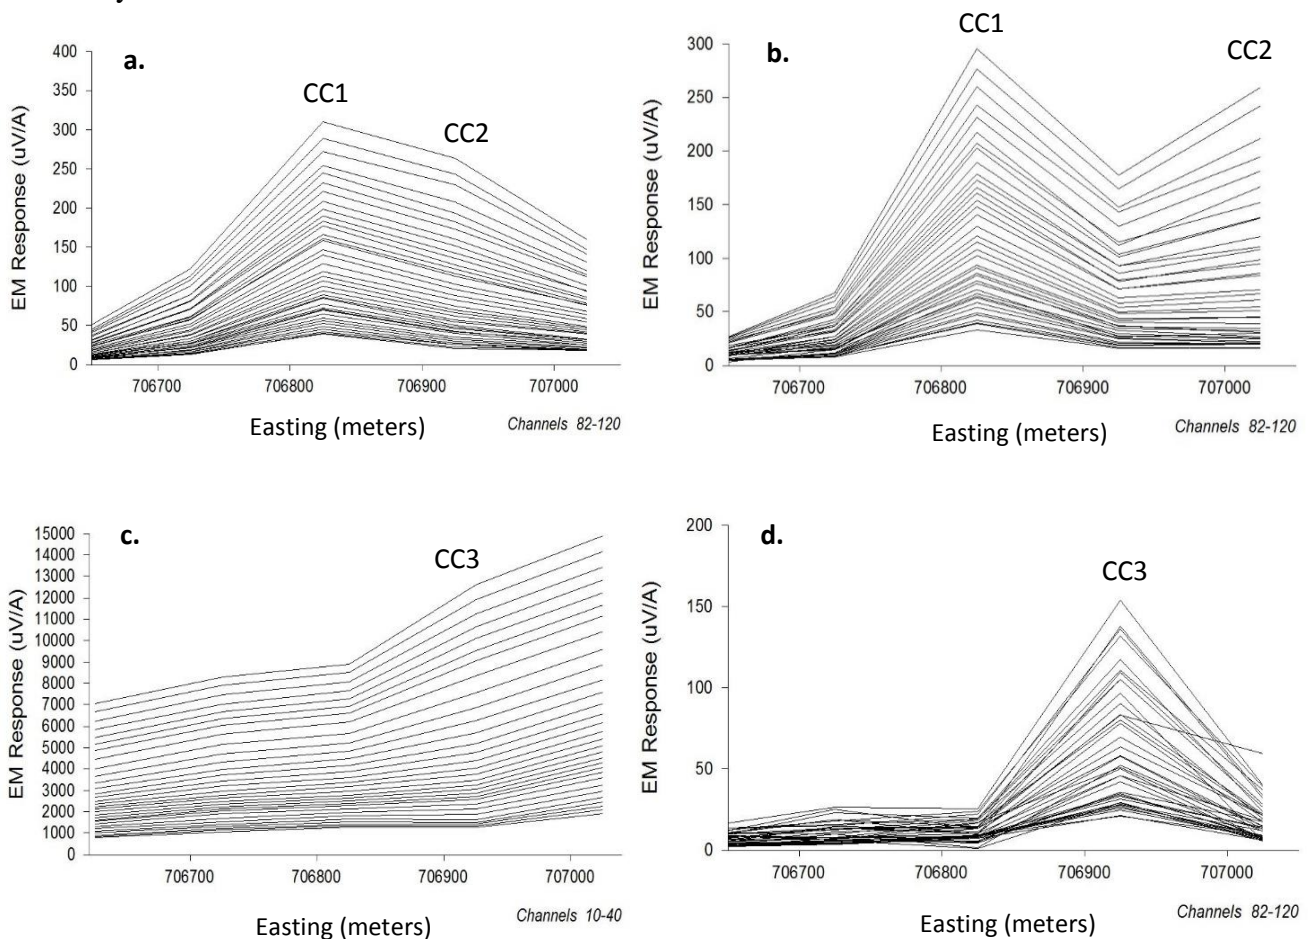 a.
CC1
CC2
EM Response (uV/A)
400
350
300
250
200
150
100
50
0
706700 706800 706900 707000
Easting (meters)
Channels 82-120
b.
CC1
CC2
EM Response (uV/A)
300
250
200
150
100
50
0
706700 706800 706900 707000
Easting (meters)
Channels 82-120
c.
CC3
EM Response (uV/A)
15000
14000
13000
12000
11000
10000
9000
8000
7000
6000
5000
4000
3000
2000
1000
0
706700 706800 706900 707000
Easting (meters)
Channels 10-40
d.
CC3
EM Response (uV/A)
200
150
100
50
0
706700 706800 706900 707000
Easting (meters)
Channels 82-120